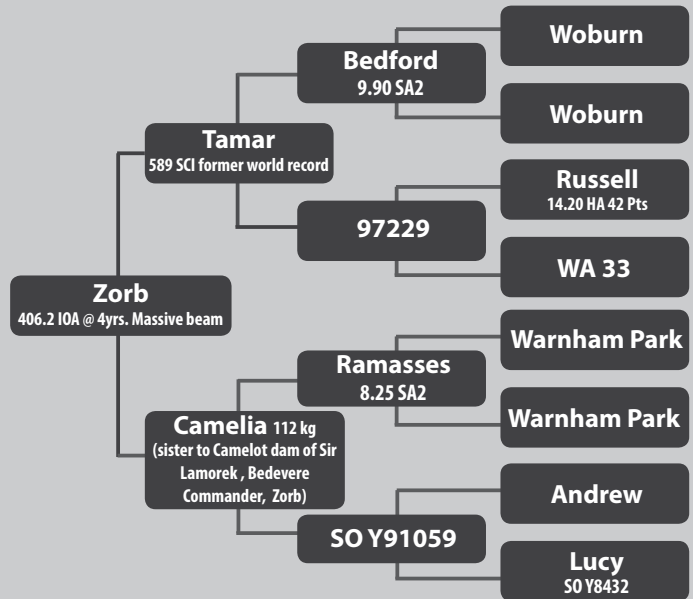 Zorb
406.2 IOA @ 4yrs. Massive beam
Tamar
589 SCI former world record
Camelia 112 kg
(sister to Camelot dam of Sir
Lamorek , Bedevere
Commander, Zorb)
Bedford
9.90 SA2
97229
Ramasses
8.25 SA2
SO Y91059
Woburn
Woburn
Russell
14.20 HA 42 Pts
WA 33
Warnham Park
Warnham Park
Andrew
Lucy
SO Y8432